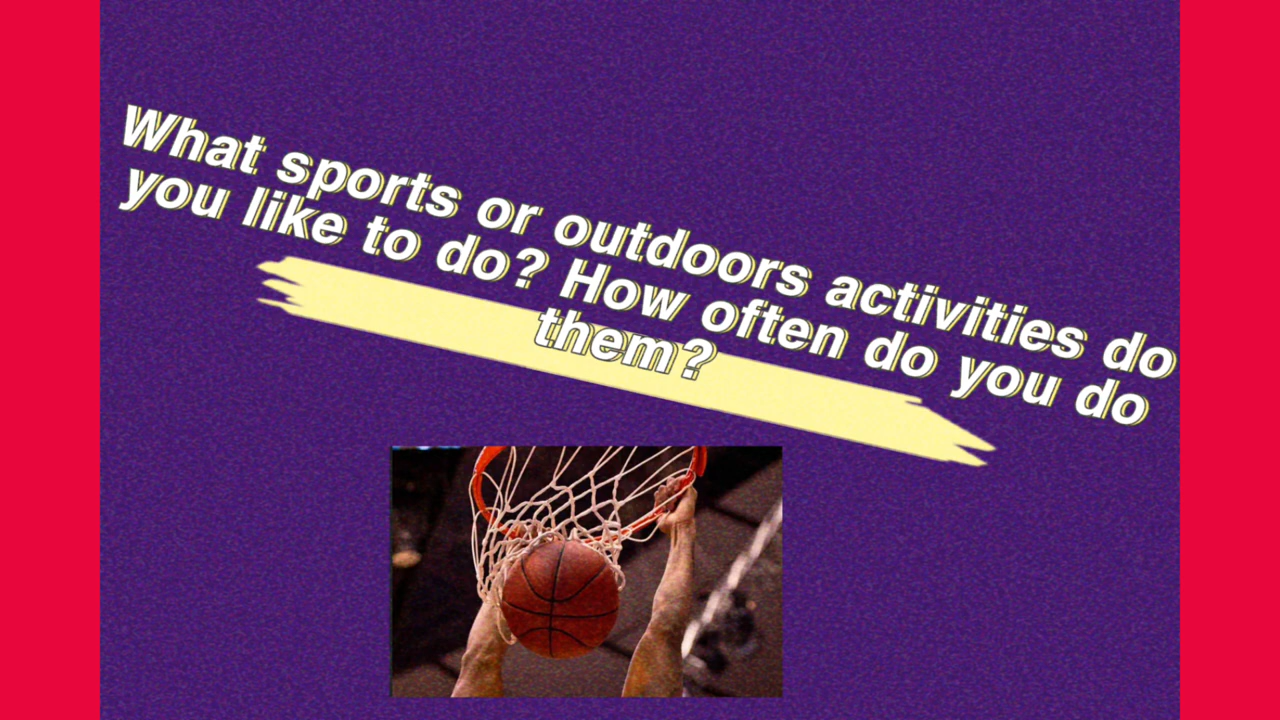 What sports or outdoors activities do
you like to do? How often do you do
them?